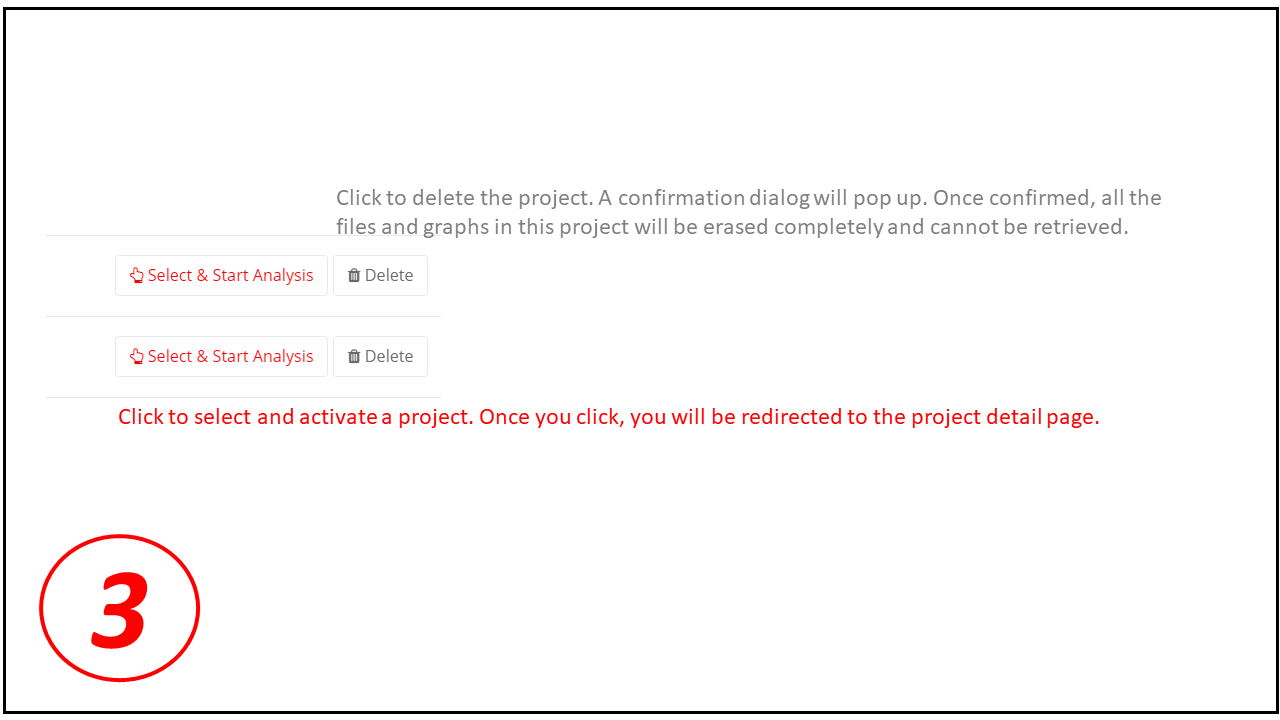 Click to delete the project. A confirmation dialog will pop up. Once confirmed, all the
files and graphs in this project will be erased completely and cannot be retrieved.
Select & Start Analysis Delete
Select & Start Analysis Delete
Click to select and activate a project. Once you click, you will be redirected to the project detail page.
3